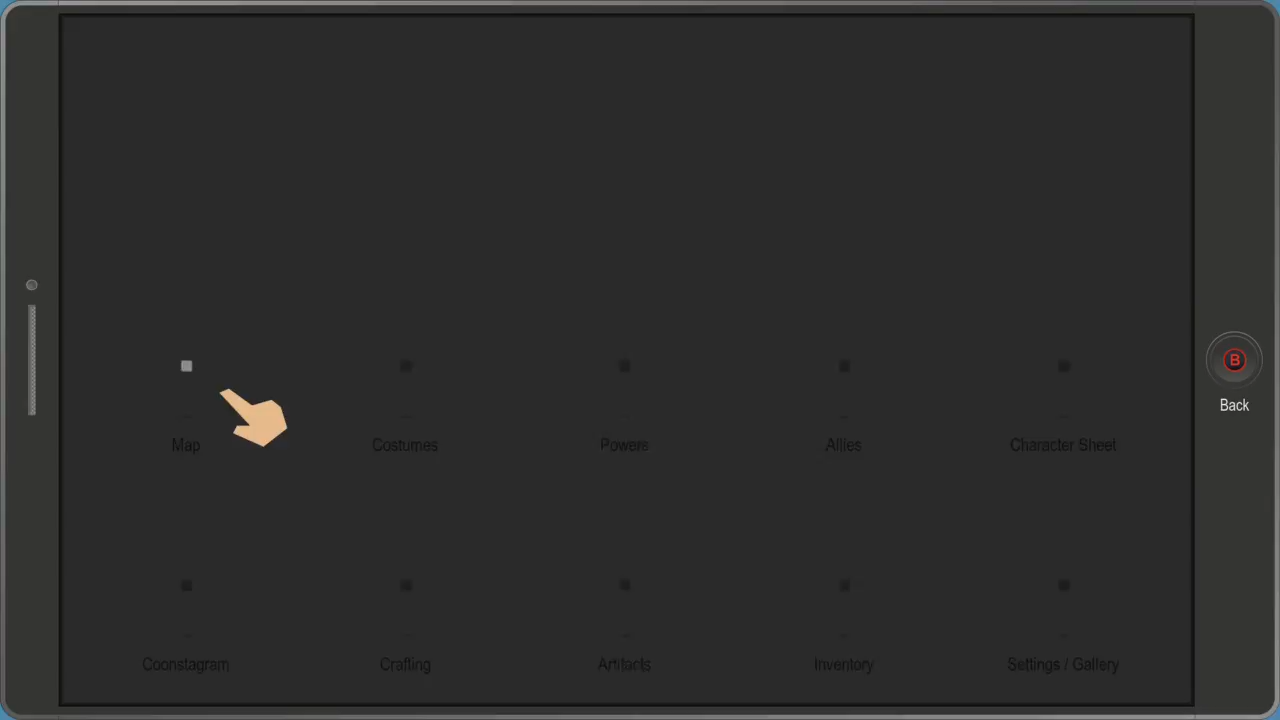 B
Back
Map
Costumes
Powers
Allies
Character Sheet
Coonstagram
Crafting
Artifacts
Inventory
Settings / Gallery